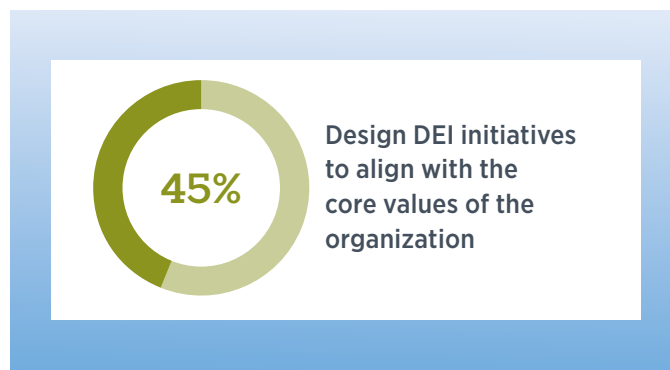 45%
Design DEI initiatives
to align with the
core values of the
organization